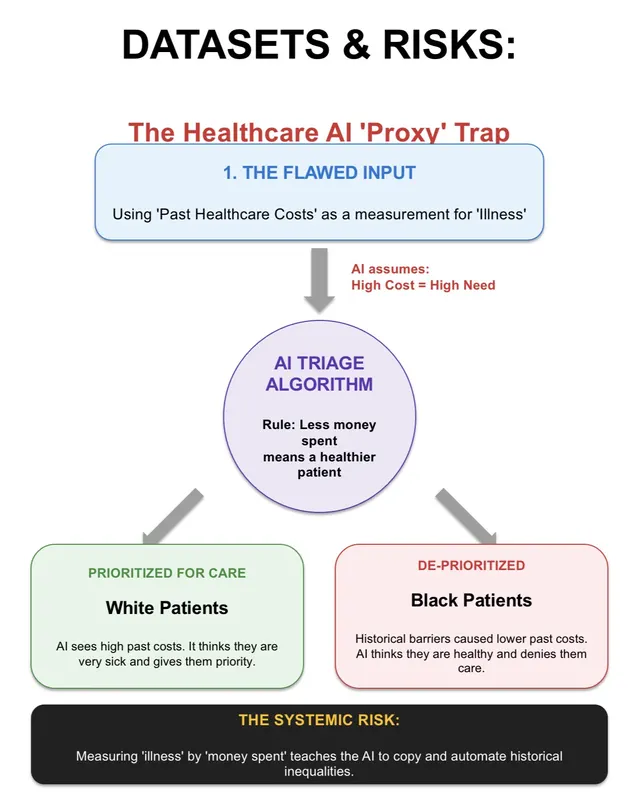 DATASETS & RISKS:
The Healthcare AI 'Proxy' Trap
1. THE FLAWED INPUT
Using 'Past Healthcare Costs' as a measurement for 'Illness'
AI assumes:
High Cost = High Need
AI TRIAGE
ALGORITHM
Rule: Less money
spent
means a healthier
patient
PRIORITIZED FOR CARE
White Patients
AI sees high past costs. It thinks they are
very sick and gives them priority.
DE-PRIORITIZED
Black Patients
Historical barriers caused lower past costs.
AI thinks they are healthy and denies them
care.
THE SYSTEMIC RISK:
Measuring 'illness' by 'money spent' teaches the AI to copy and automate historical
inequalities.